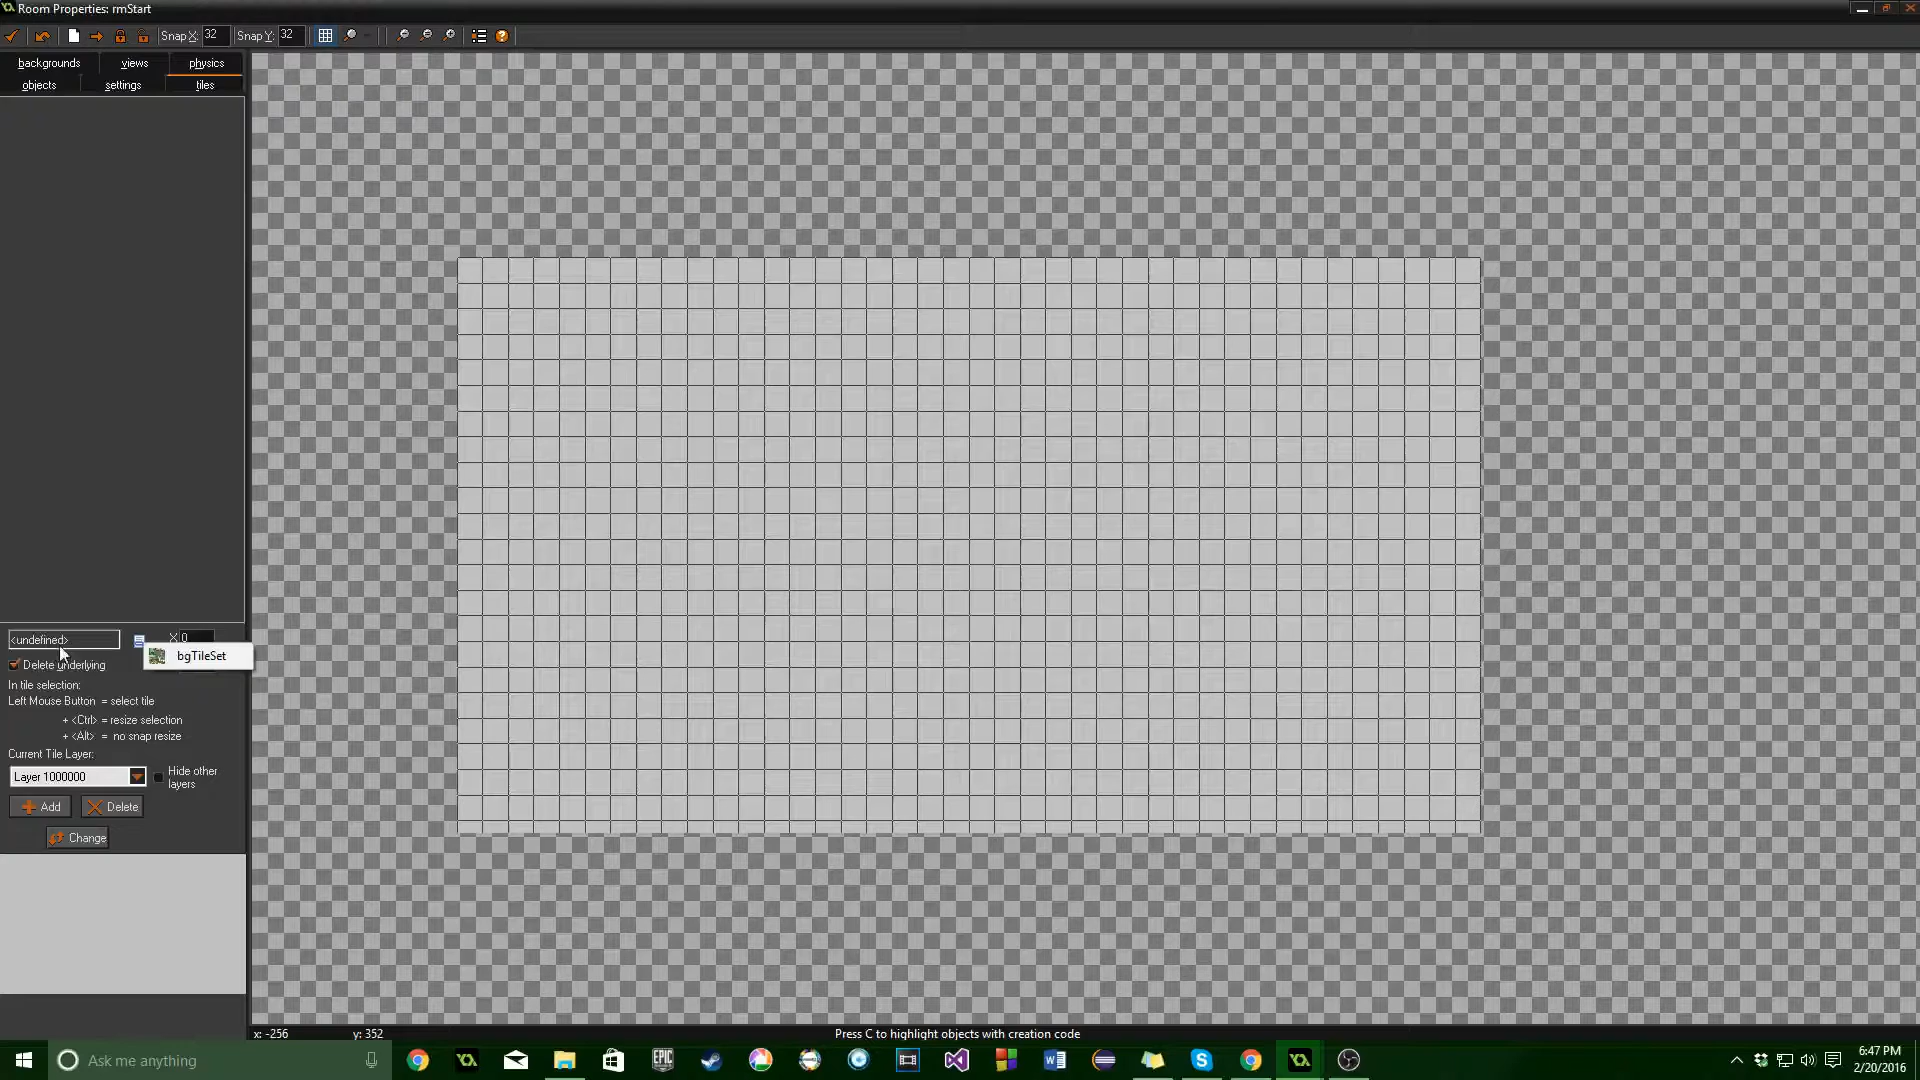 Room Properties: rmStart
Snap X: 32 Snap Y: 32
backgrounds views physics
objects settings tiles
<undefined> X 0
bgTileSet
Delete underlying
In tile selection:
Left Mouse Button = select tile
+ <Ctrl> = resize selection
+ <Alt> = no snap resize
Current Tile Layer:
Layer 1000000 Hide other layers
Add Delete
Change
x: -256 y: 352 Press C to highlight objects with creation code
Ask me anything
EPIC GAMES
6:47 PM
2/20/2016